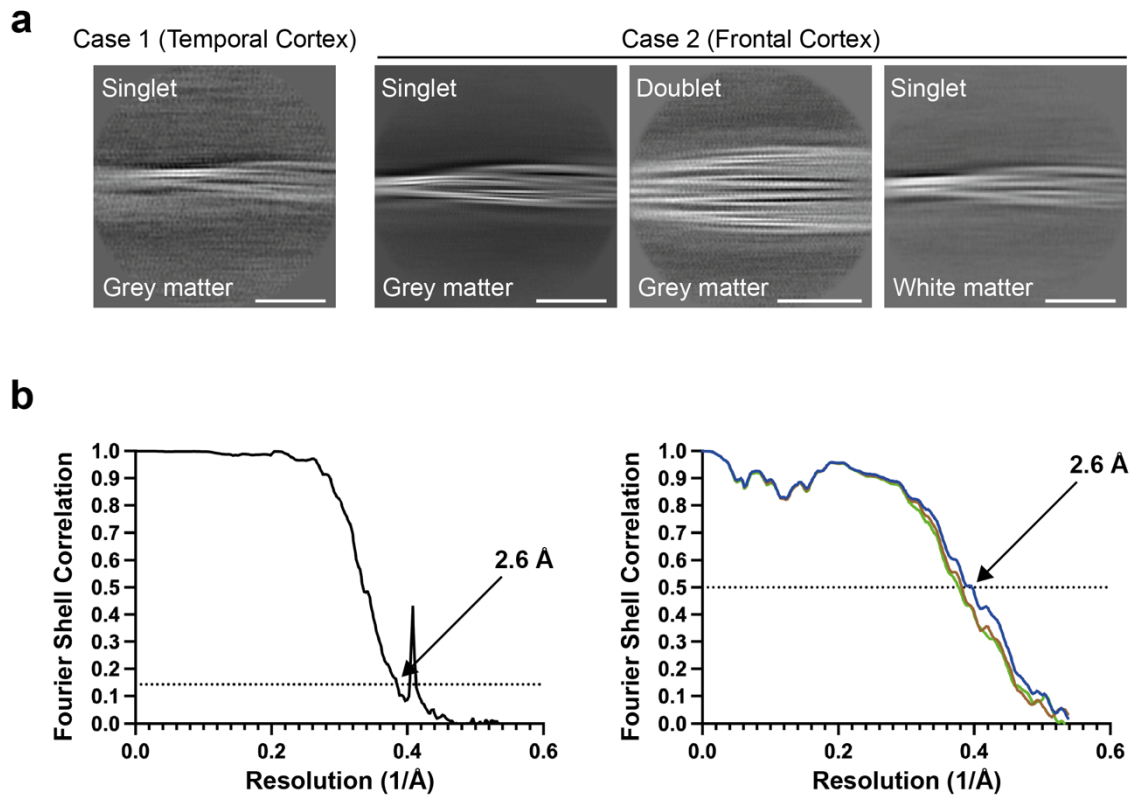 a
Case 1 (Temporal Cortex)
Case 2 (Frontal Cortex)
Singlet
Grey matter
Singlet
Grey matter
Doublet
Grey matter
Singlet
White matter
b
Fourier Shell Correlation
1.0
0.9
0.8
0.7
0.6
0.5
0.4
0.3
0.2
0.1
0.0
2.6 Å
0.0 0.2 0.4 0.6
Resolution (1/Å)
Fourier Shell Correlation
1.0
0.9
0.8
0.7
0.6
0.5
0.4
0.3
0.2
0.1
0.0
2.6 Å
0.0 0.2 0.4 0.6
Resolution (1/Å)